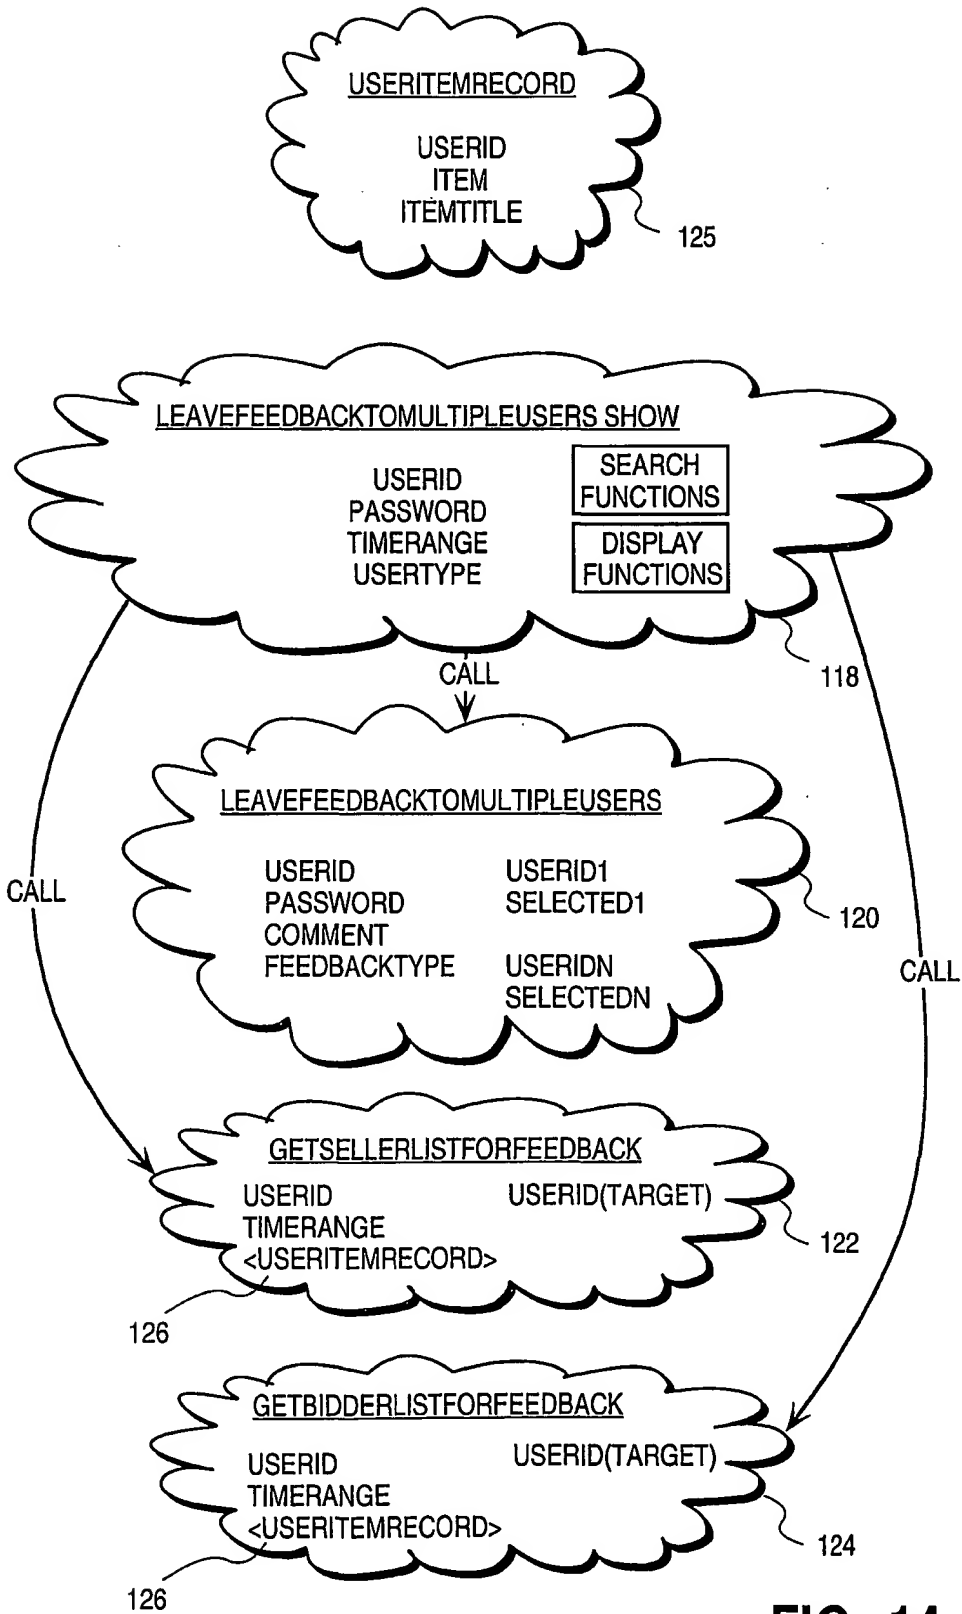 USERITEMRECORD
USERID
ITEM
ITEMTITLE
125
LEAVEFEEDBACKTOMULTIPLEUSERS SHOW
USERID
PASSWORD
TIMERANGE
USERTYPE
SEARCH
FUNCTIONS
DISPLAY
FUNCTIONS
118
CALL
LEAVEFEEDBACKTOMULTIPLEUSERS
USERID
PASSWORD
COMMENT
FEEDBACKTYPE
USERID1
SELECTED1
USERIDN
SELECTEDN
120
CALL
CALL
GETSELLERLISTFORFEEDBACK
USERID
TIMERANGE
<USERITEMRECORD>
USERID(TARGET)
122
126
GETBIDDERLISTFORFEEDBACK
USERID
TIMERANGE
<USERITEMRECORD>
USERID(TARGET)
124
126
FIG. 14